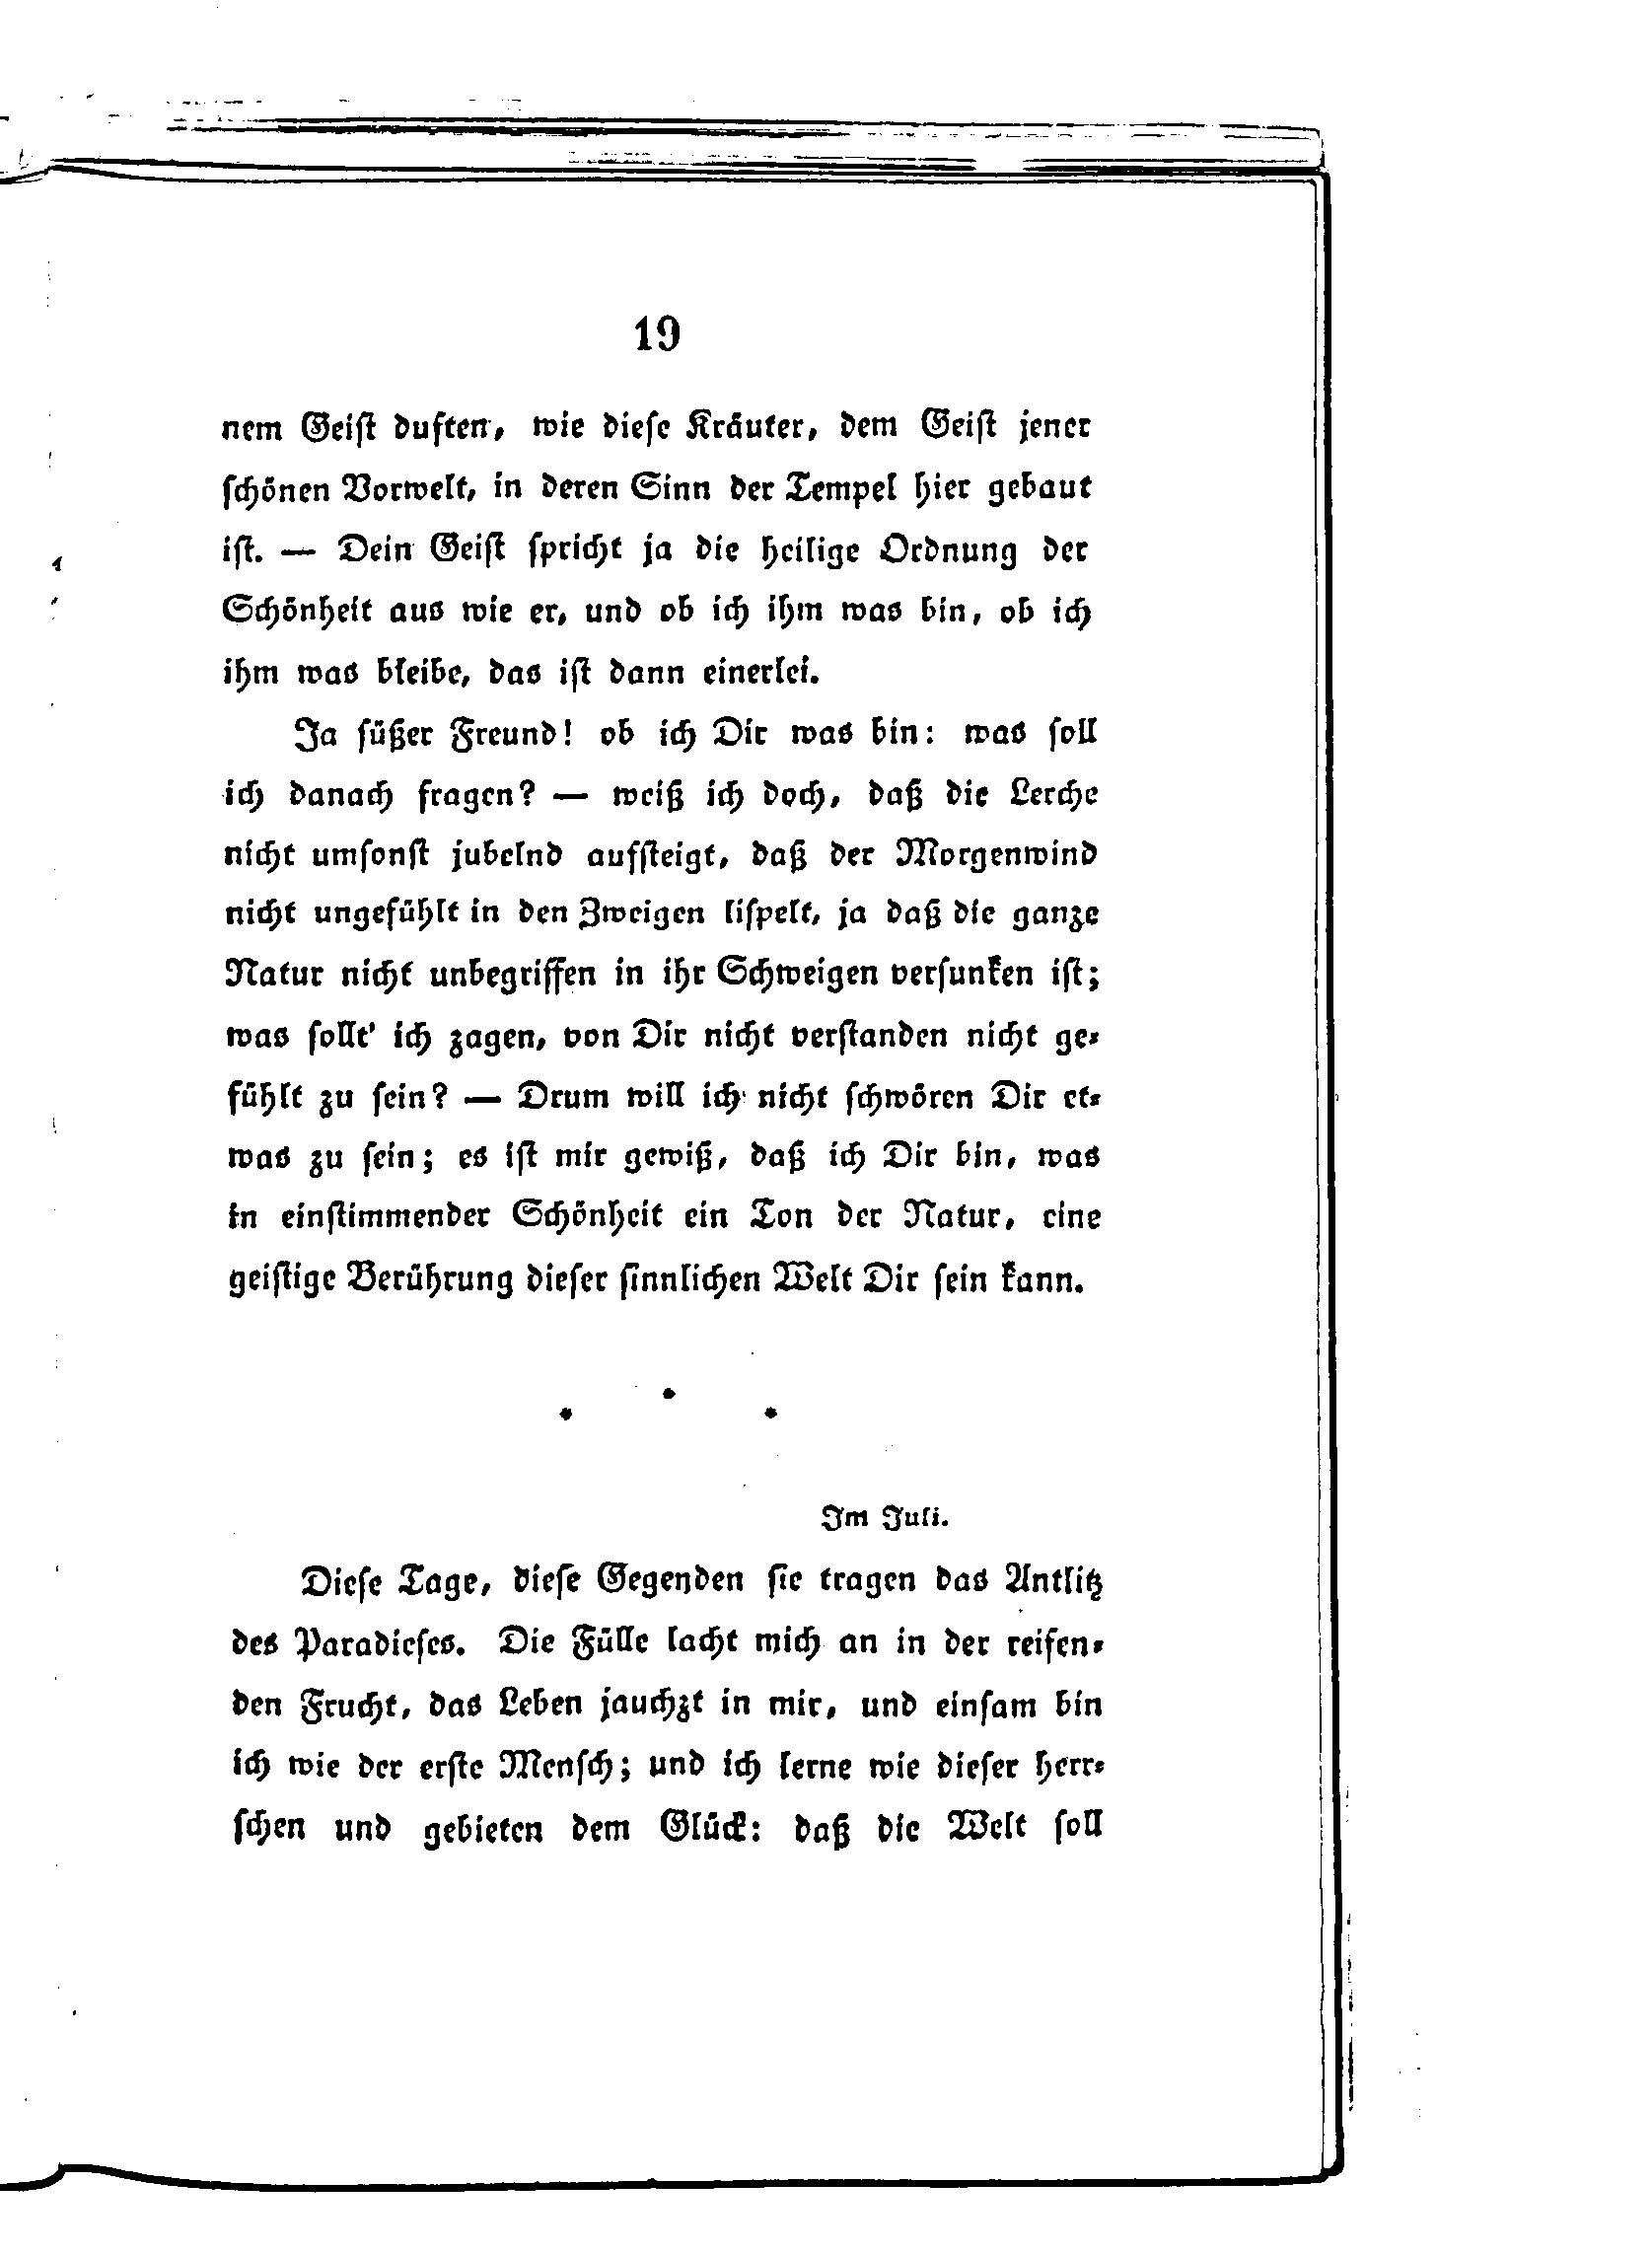 19
nem Geiſt duften, wie dieſe Kräuter, dem Geiſt jener
ſchönen Vorwelt, in deren Sinn der Tempel hier gebaut
iſt. — Dein Geiſt ſpricht ja die heilige Ordnung der
Schönheit aus wie er, und ob ich ihm was bin, ob ich
ihm was bleibe, das iſt dann einerlei.
Ja ſüßer Freund! ob ich Dir was bin: was ſoll
ich danach fragen? — weiß ich doch, daß die Lerche
nicht umſonſt jubelnd aufſteigt, daß der Morgenwind
nicht ungefühlt in den Zweigen liſpelt, ja daß die ganze
Natur nicht unbegriffen in ihr Schweigen verſunken iſt;
was ſollt' ich zagen, von Dir nicht verſtanden nicht ge⸗
fühlt zu ſein? — Drum will ich nicht ſchwören Dir et⸗
was zu ſein; es iſt mir gewiß, daß ich Dir bin, was
in einſtimmender Schönheit ein Ton der Natur, eine
geiſtige Berührung dieſer ſinnlichen Welt Dir ſein kann.
Im Juli.
Dieſe Tage, dieſe Gegenden ſie tragen das Antlitz
des Paradieſes. Die Fülle lacht mich an in der reifen⸗
den Frucht, das Leben jauchzt in mir, und einſam bin
ich wie der erſte Menſch; und ich lerne wie dieſer herr⸗
ſchen und gebieten dem Glück: daß die Welt ſoll